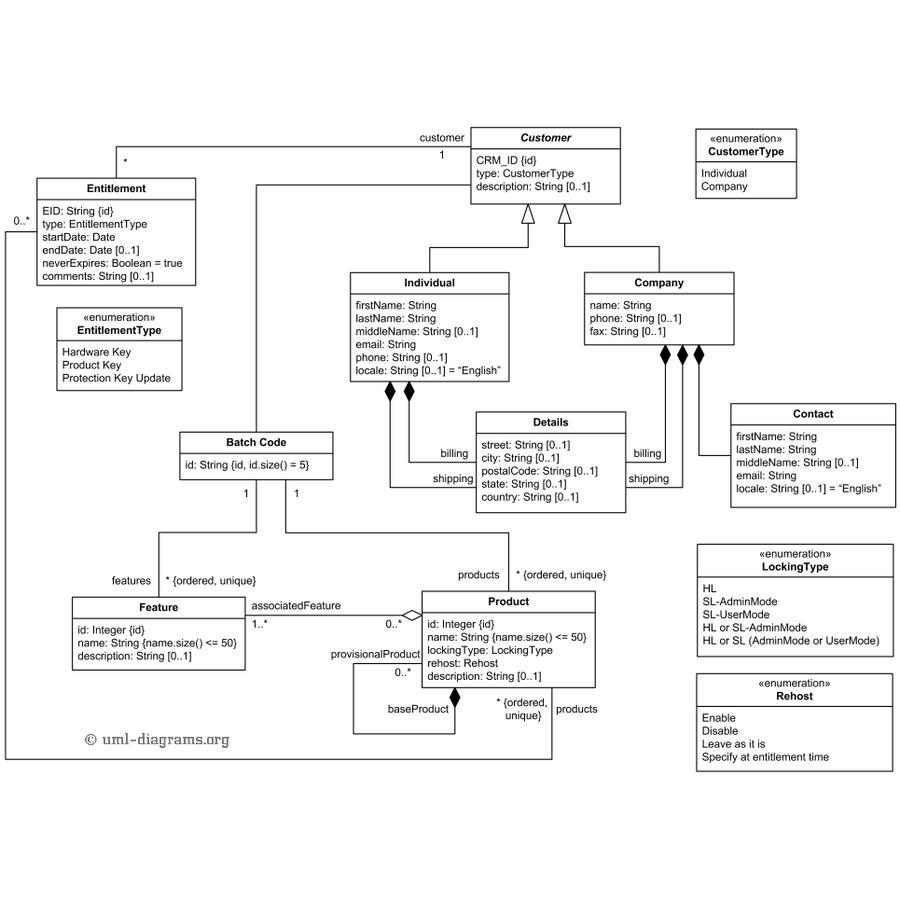 customer
1
*
Customer
CRM_ID {id}
type: CustomerType
description: String [0..1]
«enumeration»
CustomerType
Individual
Company
Entitlement
EID: String {id}
type: EntitlementType
startDate: Date
endDate: Date [0..1]
neverExpires: Boolean = true
comments: String [0..1]
0..*
«enumeration»
EntitlementType
Hardware Key
Product Key
Protection Key Update
Individual
firstName: String
lastName: String
middleName: String [0..1]
email: String
phone: String [0..1]
locale: String [0..1] = “English”
Company
name: String
phone: String [0..1]
fax: String [0..1]
Details
street: String [0..1]
city: String [0..1]
postalCode: String [0..1]
state: String [0..1]
country: String [0..1]
billing
shipping
billing
shipping
Contact
firstName: String
lastName: String
middleName: String [0..1]
email: String
locale: String [0..1] = “English”
Batch Code
id: String {id, id.size() = 5}
1
1
features
* {ordered, unique}
products
* {ordered, unique}
Feature
id: Integer {id}
name: String {name.size() <= 50}
description: String [0..1]
associatedFeature
1..*
0..*
Product
id: Integer {id}
name: String {name.size() <= 50}
lockingType: LockingType
rehost: Rehost
description: String [0..1]
provisionalProduct
0..*
baseProduct
* {ordered,
unique}
products
«enumeration»
LockingType
HL
SL-AdminMode
SL-UserMode
HL or SL-AdminMode
HL or SL (AdminMode or UserMode)
«enumeration»
Rehost
Enable
Disable
Leave as it is
Specify at entitlement time
© uml-diagrams.org